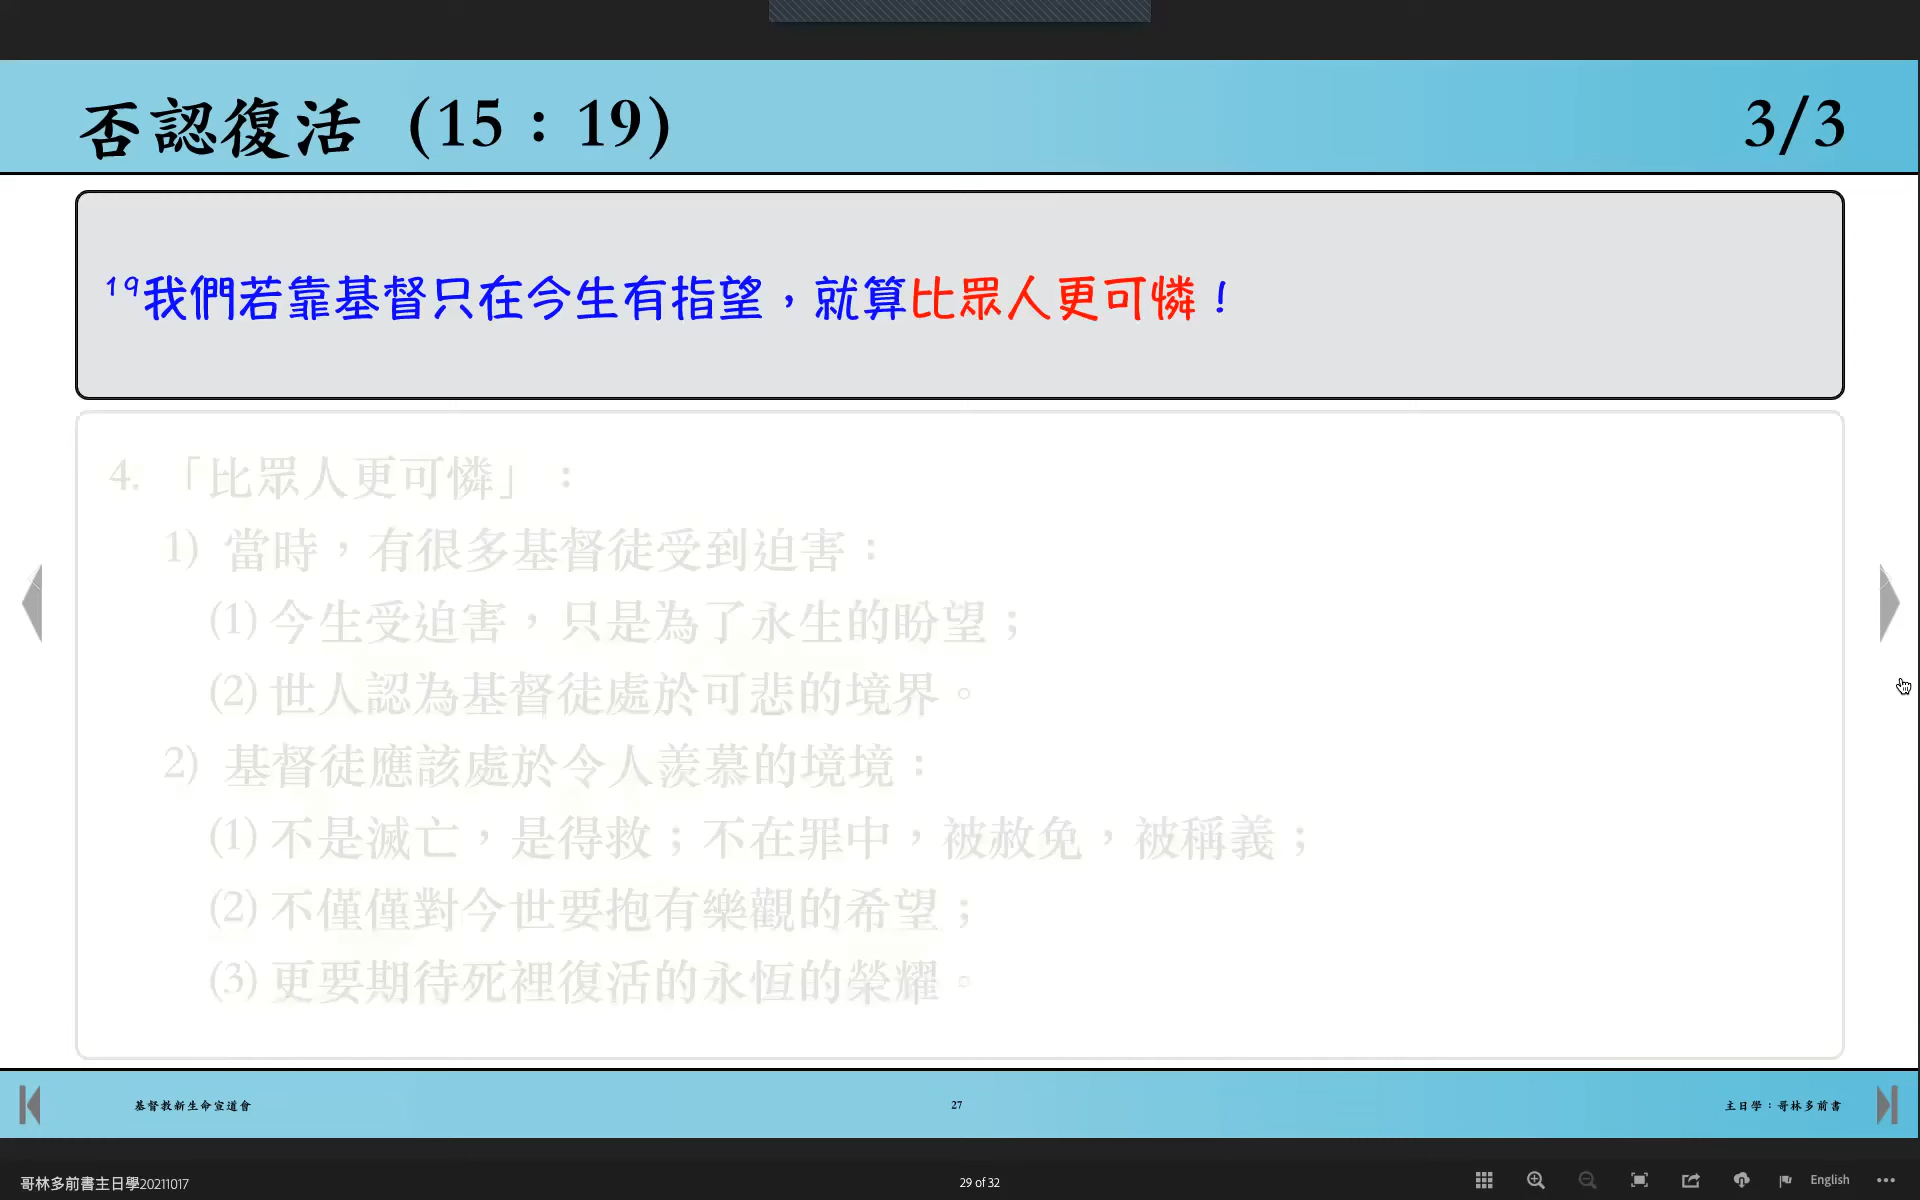 否認復活（15：19） 3/3
19我們若靠基督只在今生有指望，就算比眾人更可憐！
4. 「比眾人更可憐」：
1) 當時，有很多基督徒受到迫害：
(1) 今生受迫害，只是為了永生的盼望；
(2) 世人認為基督徒處於可悲的境界。
2) 基督徒應該處於令人羨慕的境境：
(1) 不是滅亡，是得救；不在罪中，被赦免，被稱義；
(2) 不僅僅對今世要抱有樂觀的希望；
(3) 更要期待死裡復活的永恆的榮耀。
基督教新生命宣道會 27 主日學：哥林多前書
哥林多前書主日學20211017 29 of 32 English